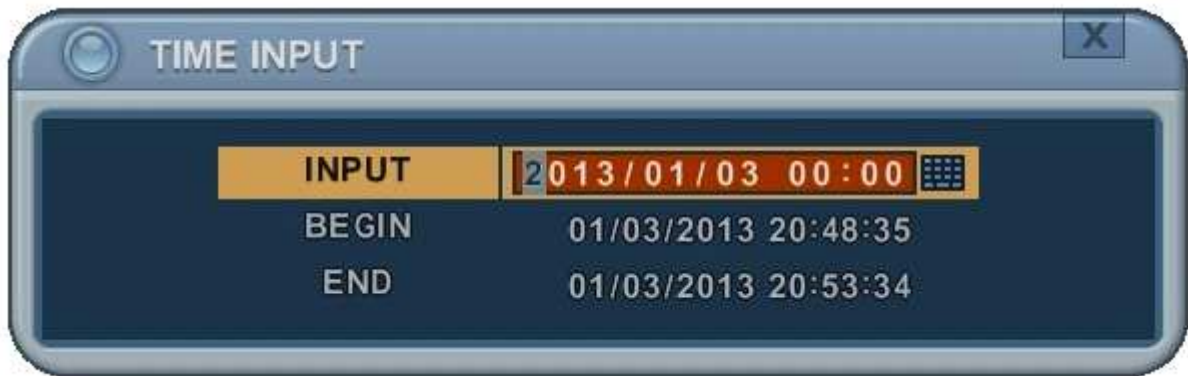 TIME INPUT X
INPUT 2013/01/03 00:00
BEGIN 01/03/2013 20:48:35
END 01/03/2013 20:53:34